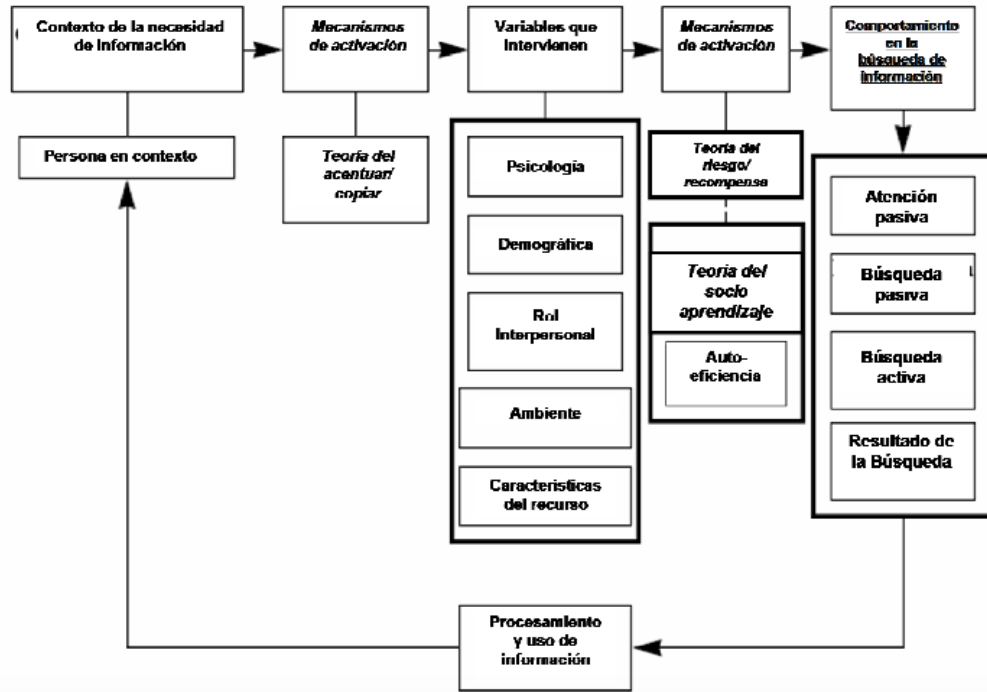 Contexto de la necesidad
de Información
Mecanismos
de activación
Variables que
Intervienen
Mecanismos
de activación
Comportamiento
en la
búsqueda de
información
Persona en contexto
Teoría del
acentuar/
copiar
Psicología
Demogrática
Rol
Interpersonal
Ambiente
Características
del recurso
Teoría del
riesgo/
recompensa
Teoría del
socio
aprendizaje
Auto-
eficiencia
Atención
pasiva
Búsqueda
pasiva
Búsqueda
activa
Resultado de
la Búsqueda
Procesamiento
y uso de
información